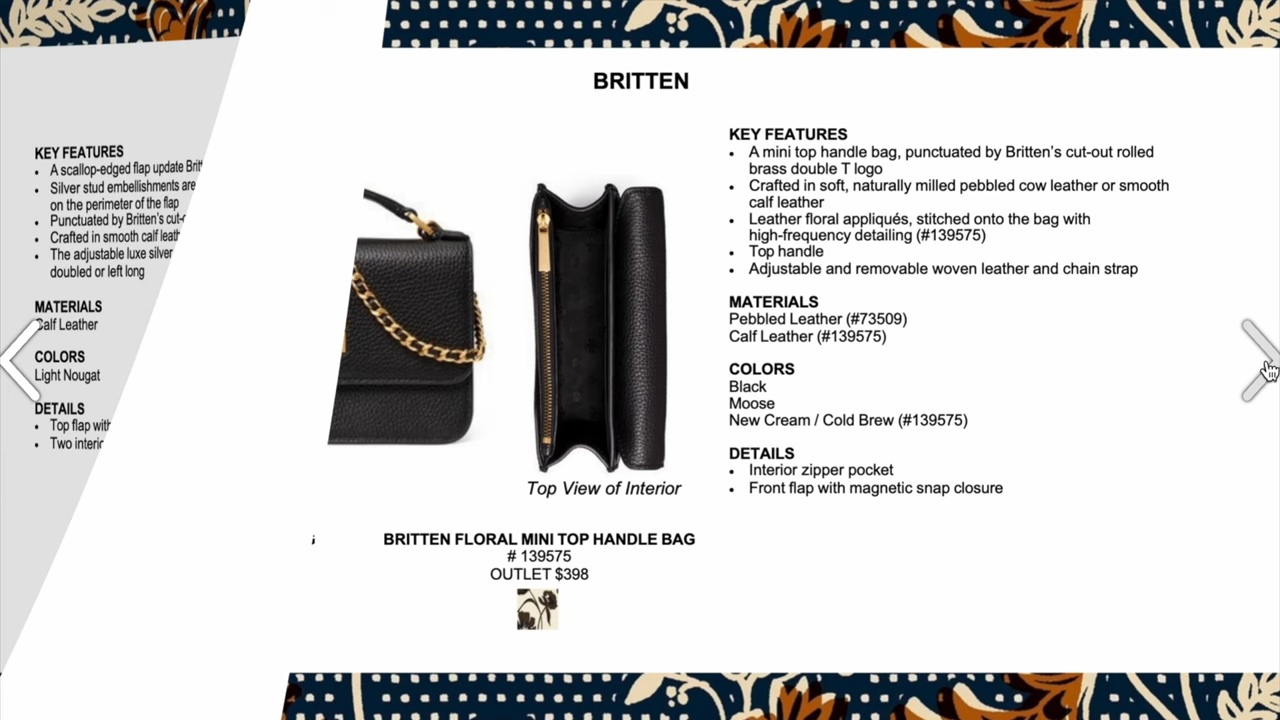 BRITTEN
KEY FEATURES
• A scallop-edged flap update
• Silver stud embellishments are
on the perimeter of the flap
• Punctuated by Britten's
• Crafted in smooth calf
• The adjustable luxe silver
doubled or left long
MATERIALS
Calf Leather
COLORS
Light Nougat
DETAILS
• Top flap
• Two
KEY FEATURES
• A mini top handle bag, punctuated by Britten's cut-out rolled
brass double T logo
• Crafted in soft, naturally milled pebbled cow leather or smooth
calf leather
• Leather floral appliqués, stitched onto the bag with
high-frequency detailing (#139575)
• Top handle
• Adjustable and removable woven leather and chain strap
MATERIALS
Pebbled Leather (#73509)
Calf Leather (#139575)
COLORS
Black
Moose
New Cream / Cold Brew (#139575)
DETAILS
• Interior zipper pocket
• Front flap with magnetic snap closure
Top View of Interior
BRITTEN FLORAL MINI TOP HANDLE BAG
# 139575
OUTLET $398